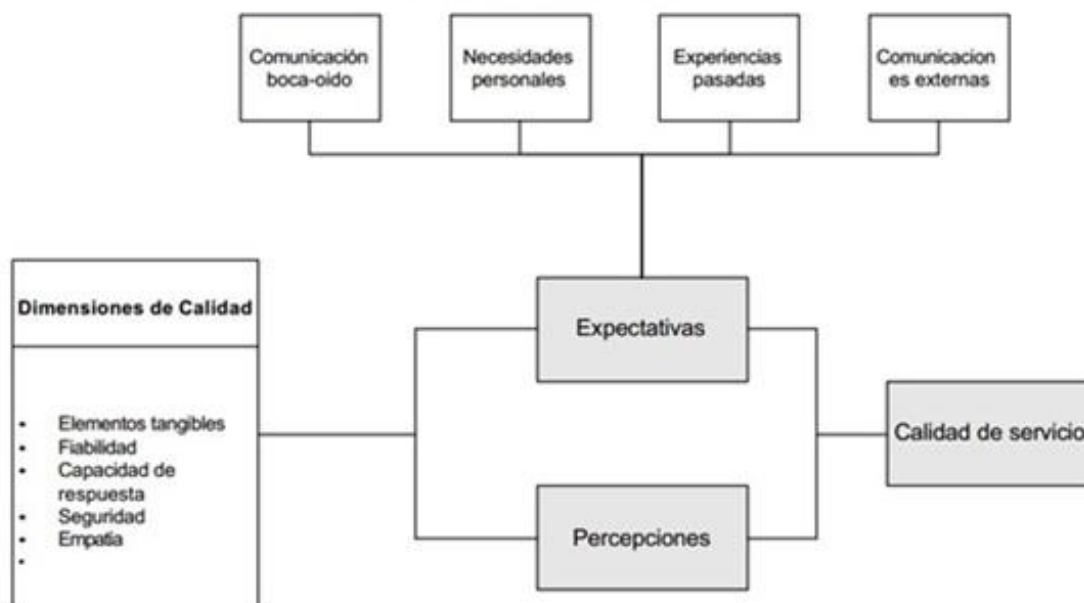 Comunicación
boca-oido
Necesidades
personales
Experiencias
pasadas
Comunicacion
es externas
Dimensiones de Calidad
• Elementos tangibles
• Fiabilidad
• Capacidad de
respuesta
• Seguridad
• Empatia
•
Expectativas
Percepciones
Calidad de servicio